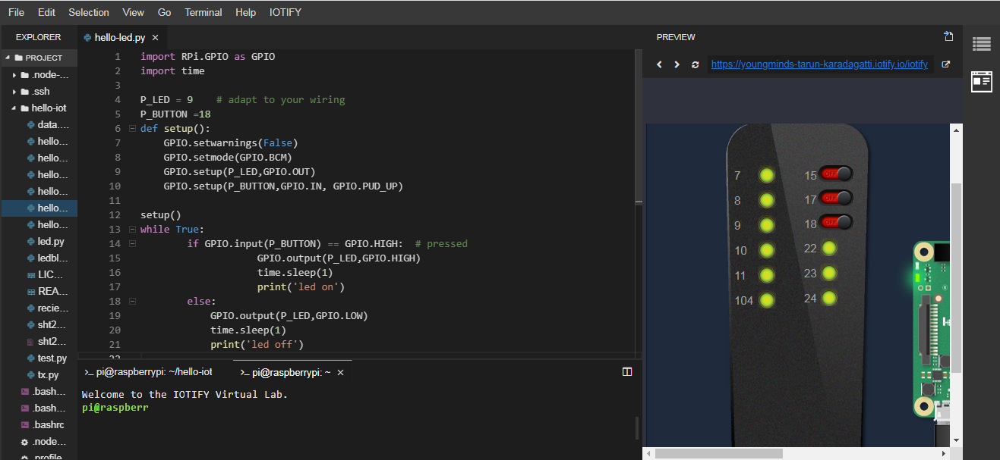 File Edit Selection View Go Terminal Help IOTIFY
EXPLORER
PROJECT
.node-...
.ssh
hello-iot
data....
hello...
hello...
hello...
hello...
hello...
hello...
led.py
ledbl...
LIC...
REA...
recie...
sht2...
sht2...
test.py
tx.py
.bash...
.bash...
.bashrc
.node...
.profile
hello-led.py ×
1 import RPi.GPIO as GPIO
2 import time
3
4 P_LED = 9    # adapt to your wiring
5 P_BUTTON =18
6 def setup():
7     GPIO.setwarnings(False)
8     GPIO.setmode(GPIO.BCM)
9     GPIO.setup(P_LED,GPIO.OUT)
10     GPIO.setup(P_BUTTON,GPIO.IN, GPIO.PUD_UP)
11
12 setup()
13 while True:
14         if GPIO.input(P_BUTTON) == GPIO.HIGH:  # pressed
15                     GPIO.output(P_LED,GPIO.HIGH)
16                     time.sleep(1)
17                     print('led on')
18         else:
19             GPIO.output(P_LED,GPIO.LOW)
20             time.sleep(1)
21             print('led off')
22
>_ pi@raspberrypi: ~/hello-iot >_ pi@raspberrypi: ~ ×
Welcome to the IOTIFY Virtual Lab.
pi@raspberr
PREVIEW
https://youngminds-tarun-karadagatti.iotify.io/iotify
7 15 OFF
8 17 OFF
9 18 OFF
10 22
11 23
104 24